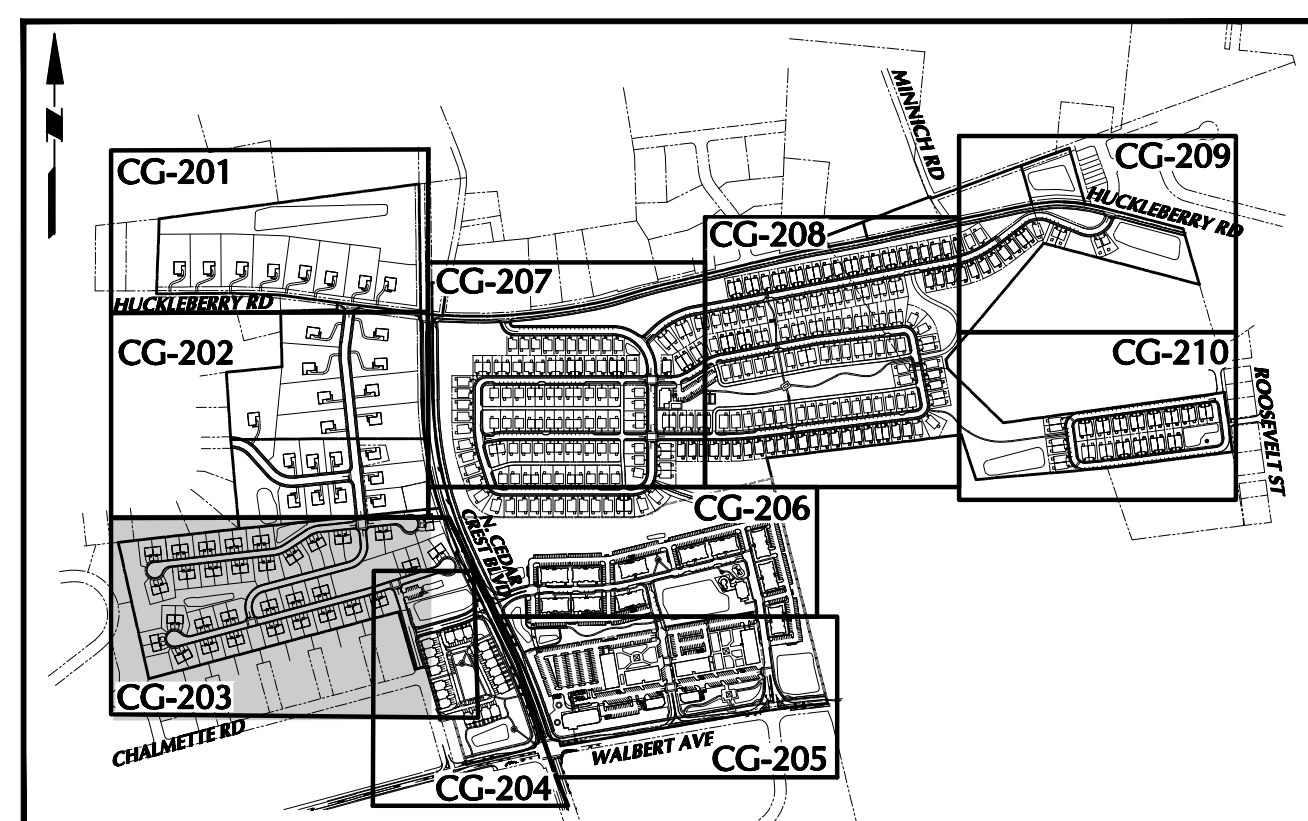 MINNICH RD
CG-209
CG-201
HUCKLEBERRY RD
CG-208
CG-207
HUCKLEBERRY RD
CG-202
CG-210
ROOSEVELT ST
CG-206
N. CEDAR
CREST BLVD
CG-203
CHALMETTE RD
WALBERT AVE
CG-205
CG-204